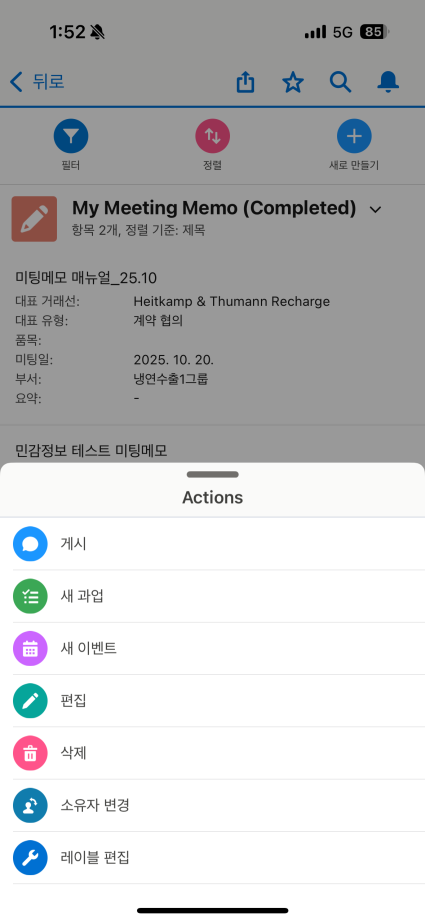 1:52 5G 85
뒤로
필터 정렬 새로 만들기
My Meeting Memo (Completed)
항목 2개, 정렬 기준: 제목
미팅메모 매뉴얼_25.10
대표 거래선: Heitkamp & Thumann Recharge
대표 유형: 계약 협의
품목:
미팅일: 2025. 10. 20.
부서: 냉연수출1그룹
요약: -
민감정보 테스트 미팅메모
Actions
게시
새 과업
새 이벤트
편집
삭제
소유자 변경
레이블 편집